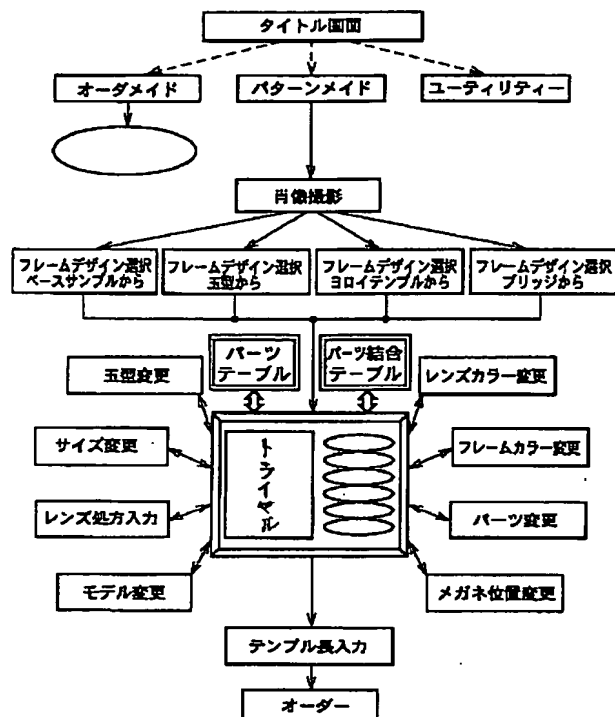 タイトル画面
オーダメイド
パターンメイド
ユーティリティー
肖像撮影
フレームデザイン選択
ベースサンプルから
フレームデザイン選択
玉型から
フレームデザイン選択
ヨロイテンプルから
フレームデザイン選択
ブリッジから
パーツ
テーブル
パーツ結合
テーブル
玉型変更
レンズカラー変更
サイズ変更
トライヤル
フレームカラー変更
レンズ処方入力
パーツ変更
モデル変更
メガネ位置変更
テンプル長入力
オーダー